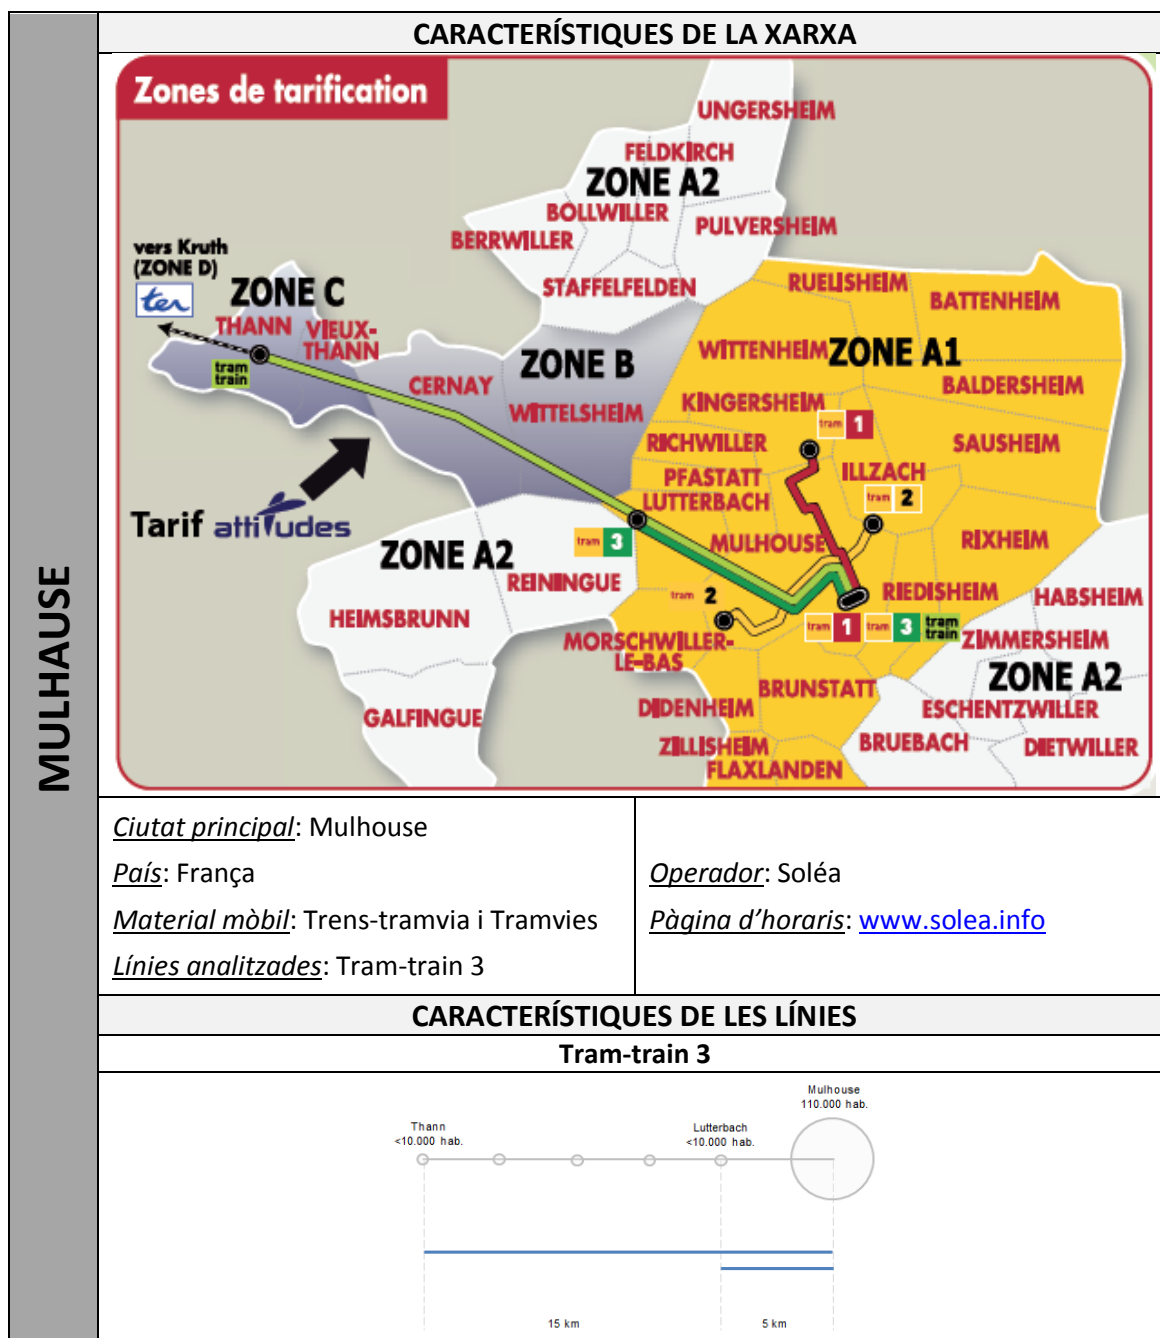 MULHAUSE
CARACTERÍSTIQUES DE LA XARXA
Zones de tarification
UNGERSHEIM
FELDKIRCH
ZONE A2
BOLLWILLER
PULVERSHEIM
BERRWILLER
vers Kruth
(ZONE D)
ter
STAFFELFELDEN
RUELISHEIM
BATTENHEIM
ZONE C
THANN
VIEUX-
THANN
tram
train
CERNAY
ZONE B
WITTELSHEIM
WITTENHEIM
ZONE A1
BALDERSHEIM
KINGERSHEIM
tram 1
RICHWILLER
SAUSHEIM
ILLZACH
PFASTATT
tram 2
LUTTERBACH
Tarif attitudes
tram 3
MULHOUSE
RIXHEIM
ZONE A2
REININGUE
tram 2
RIEDISHEIM
HABSHEIM
HEIMSBRUNN
tram 1 tram 3 tram
train
ZIMMERSHEIM
MORSCHWILLER-
LE-BAS
ZONE A2
BRUNSTATT
GALFINGUE
DIDENHEIM
ESCHENTZWILLER
ZILLISHEIM
BRUEBACH
DIETWILLER
FLAXLANDEN
Ciutat principal: Mulhouse
País: França
Material mòbil: Trens-tramvia i Tramvies
Línies analitzades: Tram-train 3
Operador: Soléa
Pàgina d’horaris: www.solea.info
CARACTERÍSTIQUES DE LES LÍNIES
Tram-train 3
Mulhouse
110.000 hab.
Thann
<10.000 hab.
Lutterbach
<10.000 hab.
15 km
5 km